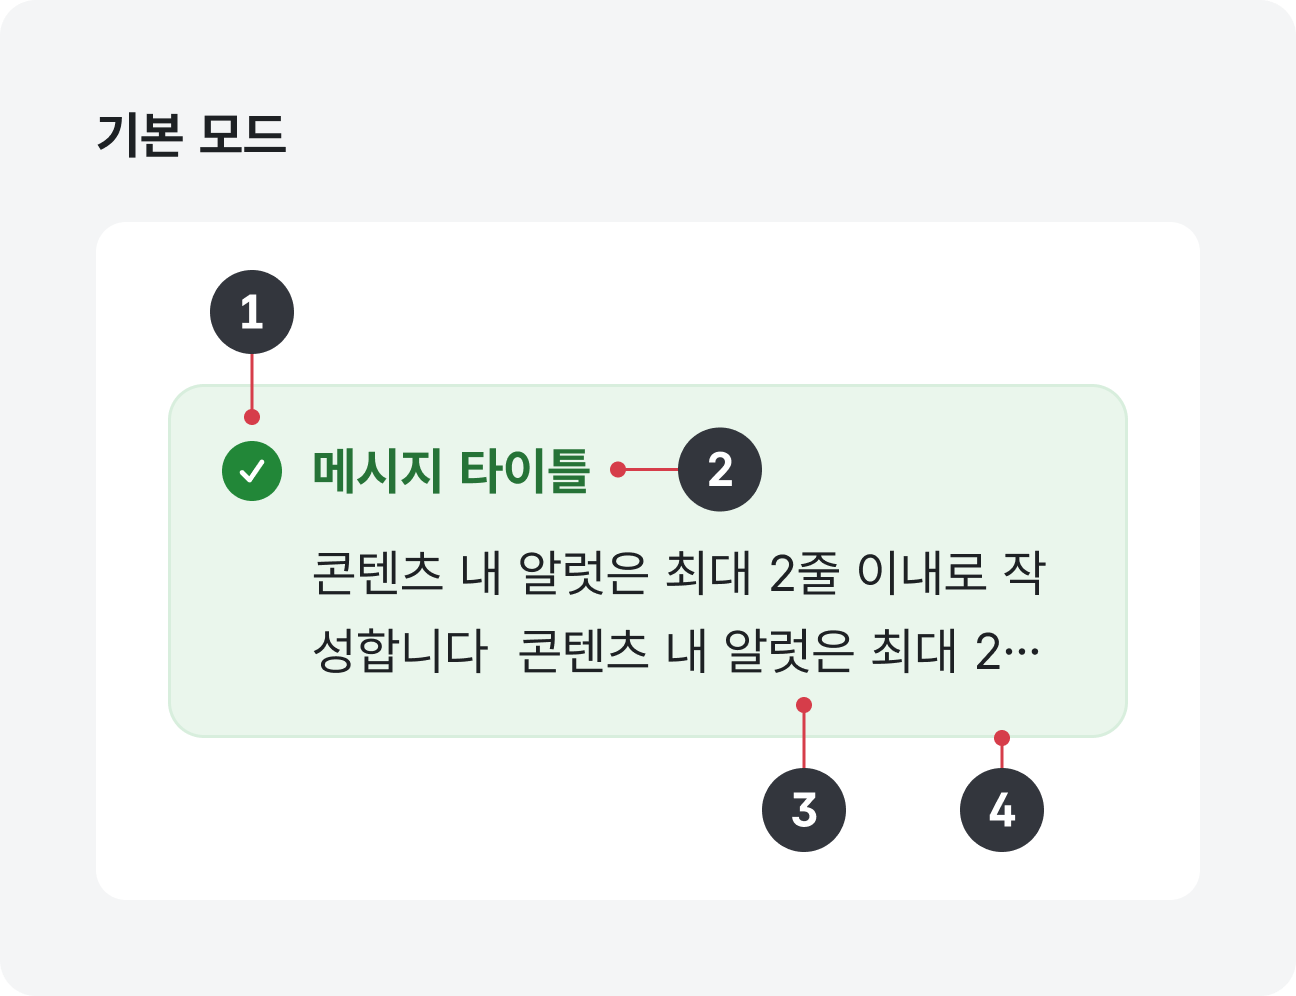 기본 모드
1
메시지 타이틀
2
콘텐츠 내 알럿은 최대 2줄 이내로 작
성합니다  콘텐츠 내 알럿은 최대 2⋯
3
4